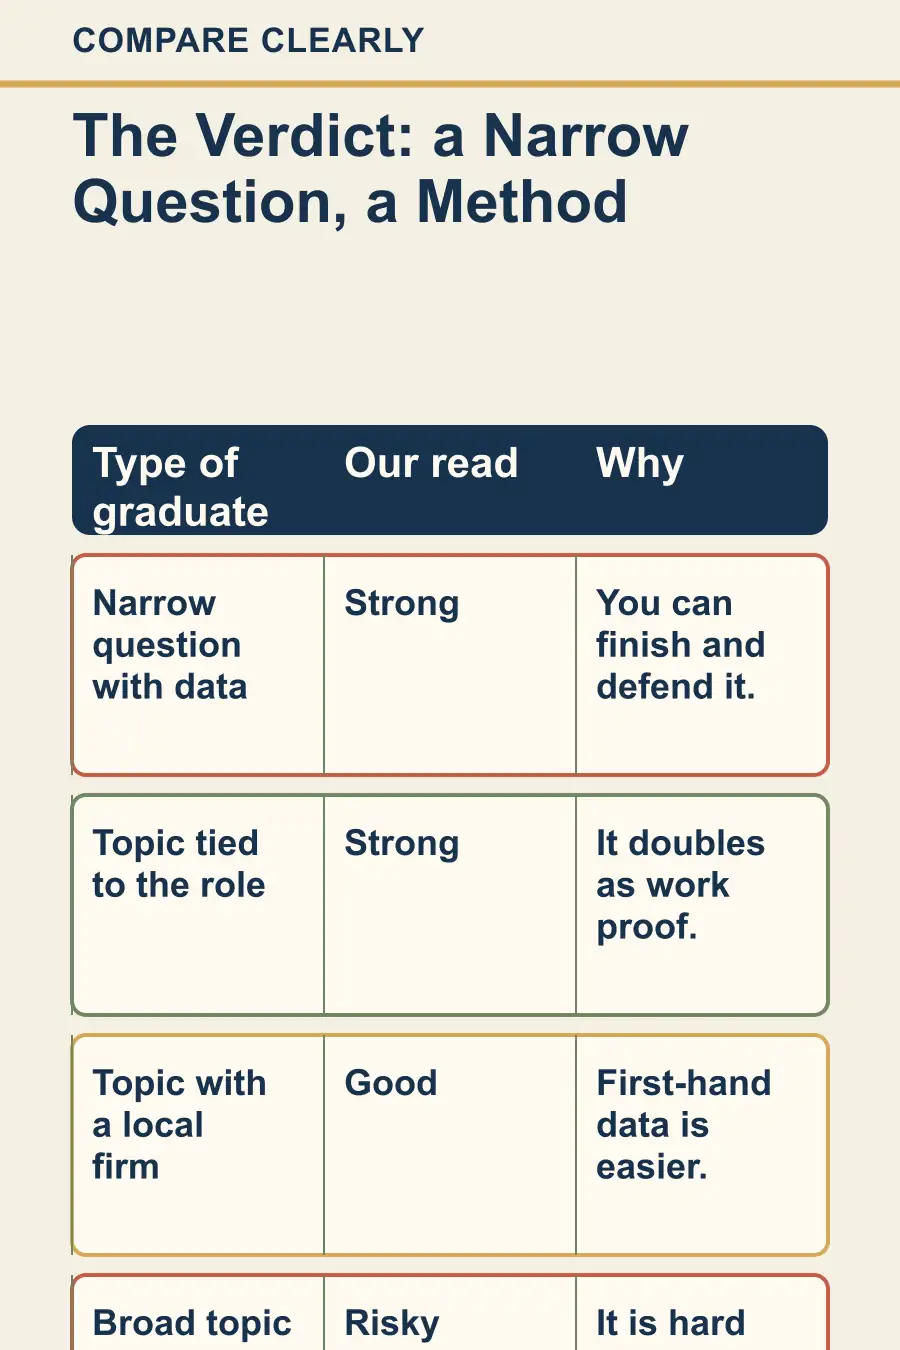 COMPARE CLEARLY
The Verdict: a Narrow
Question, a Method
Type of graduate
Our read
Why
Narrow question with data
Strong
You can finish and defend it.
Topic tied to the role
Strong
It doubles as work proof.
Topic with a local firm
Good
First-hand data is easier.
Broad topic
Risky
It is hard